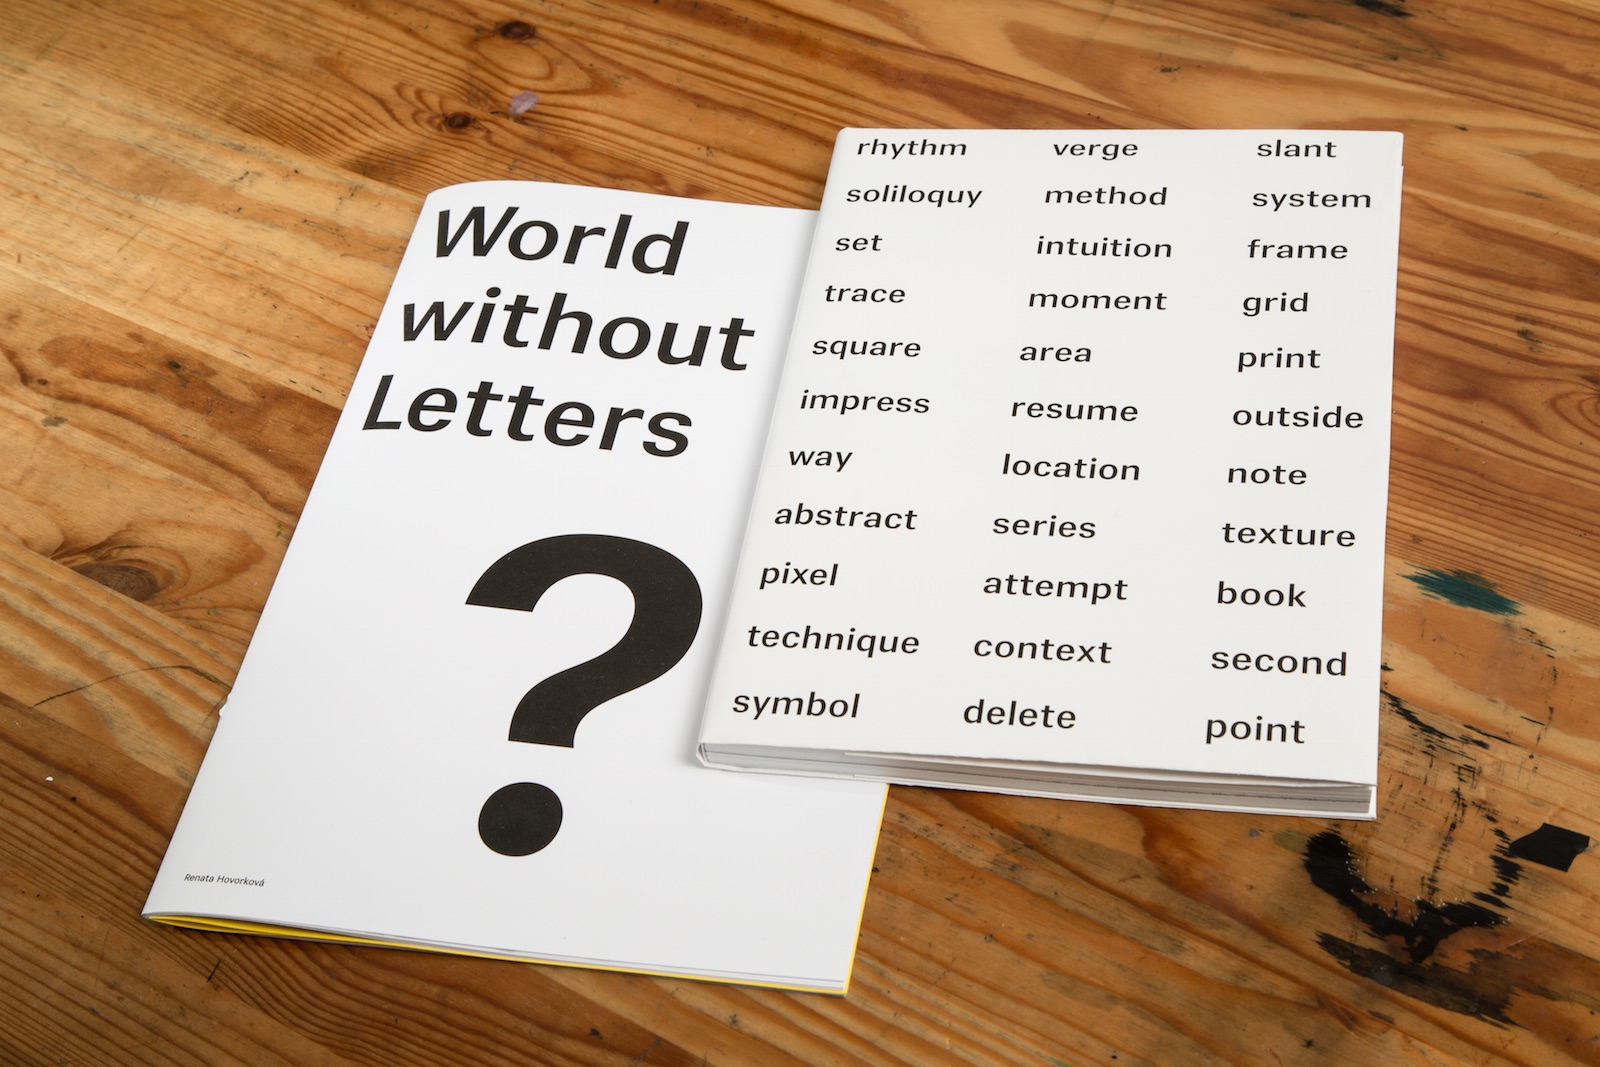 World
without
Letters
?
Renata Hovorková
rhythm verge slant
soliloquy method system
set intuition frame
trace moment grid
square area print
impress resume outside
way location note
abstract series texture
pixel attempt book
technique context second
symbol delete point